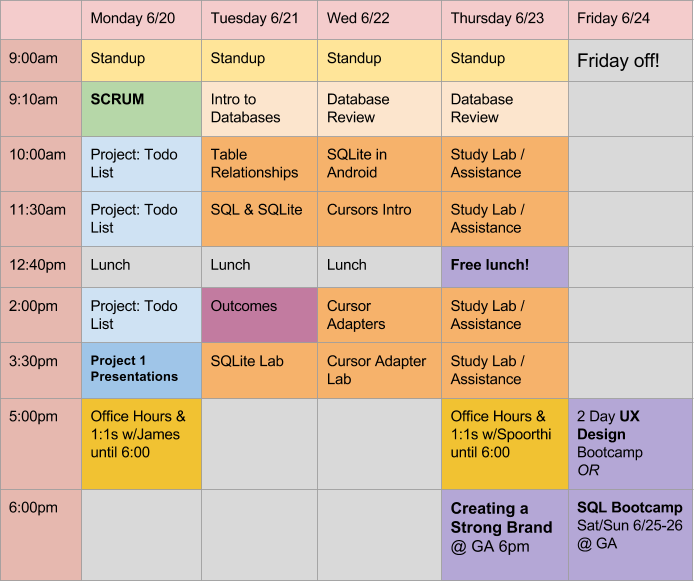 Monday 6/20 Tuesday 6/21 Wed 6/22 Thursday 6/23 Friday 6/24
9:00am Standup Standup Standup Standup Friday off!
9:10am SCRUM Intro to Database Database
Databases Review Review
10:00am Project: Todo Table SQLite in Study Lab /
List Relationships Android Assistance
11:30am Project: Todo SQL & SQLite Cursors Intro Study Lab /
List Assistance
12:40pm Lunch Lunch Lunch Free lunch!
2:00pm Project: Todo Outcomes Cursor Study Lab /
List Adapters Assistance
3:30pm Project 1 SQLite Lab Cursor Adapter Study Lab /
Presentations Lab Assistance
5:00pm Office Hours & Office Hours & 2 Day UX
1:1s w/James 1:1s w/Spoorthi Design
until 6:00 until 6:00 Bootcamp
OR
6:00pm Creating a SQL Bootcamp
Strong Brand Sat/Sun 6/25-26
@ GA 6pm @ GA